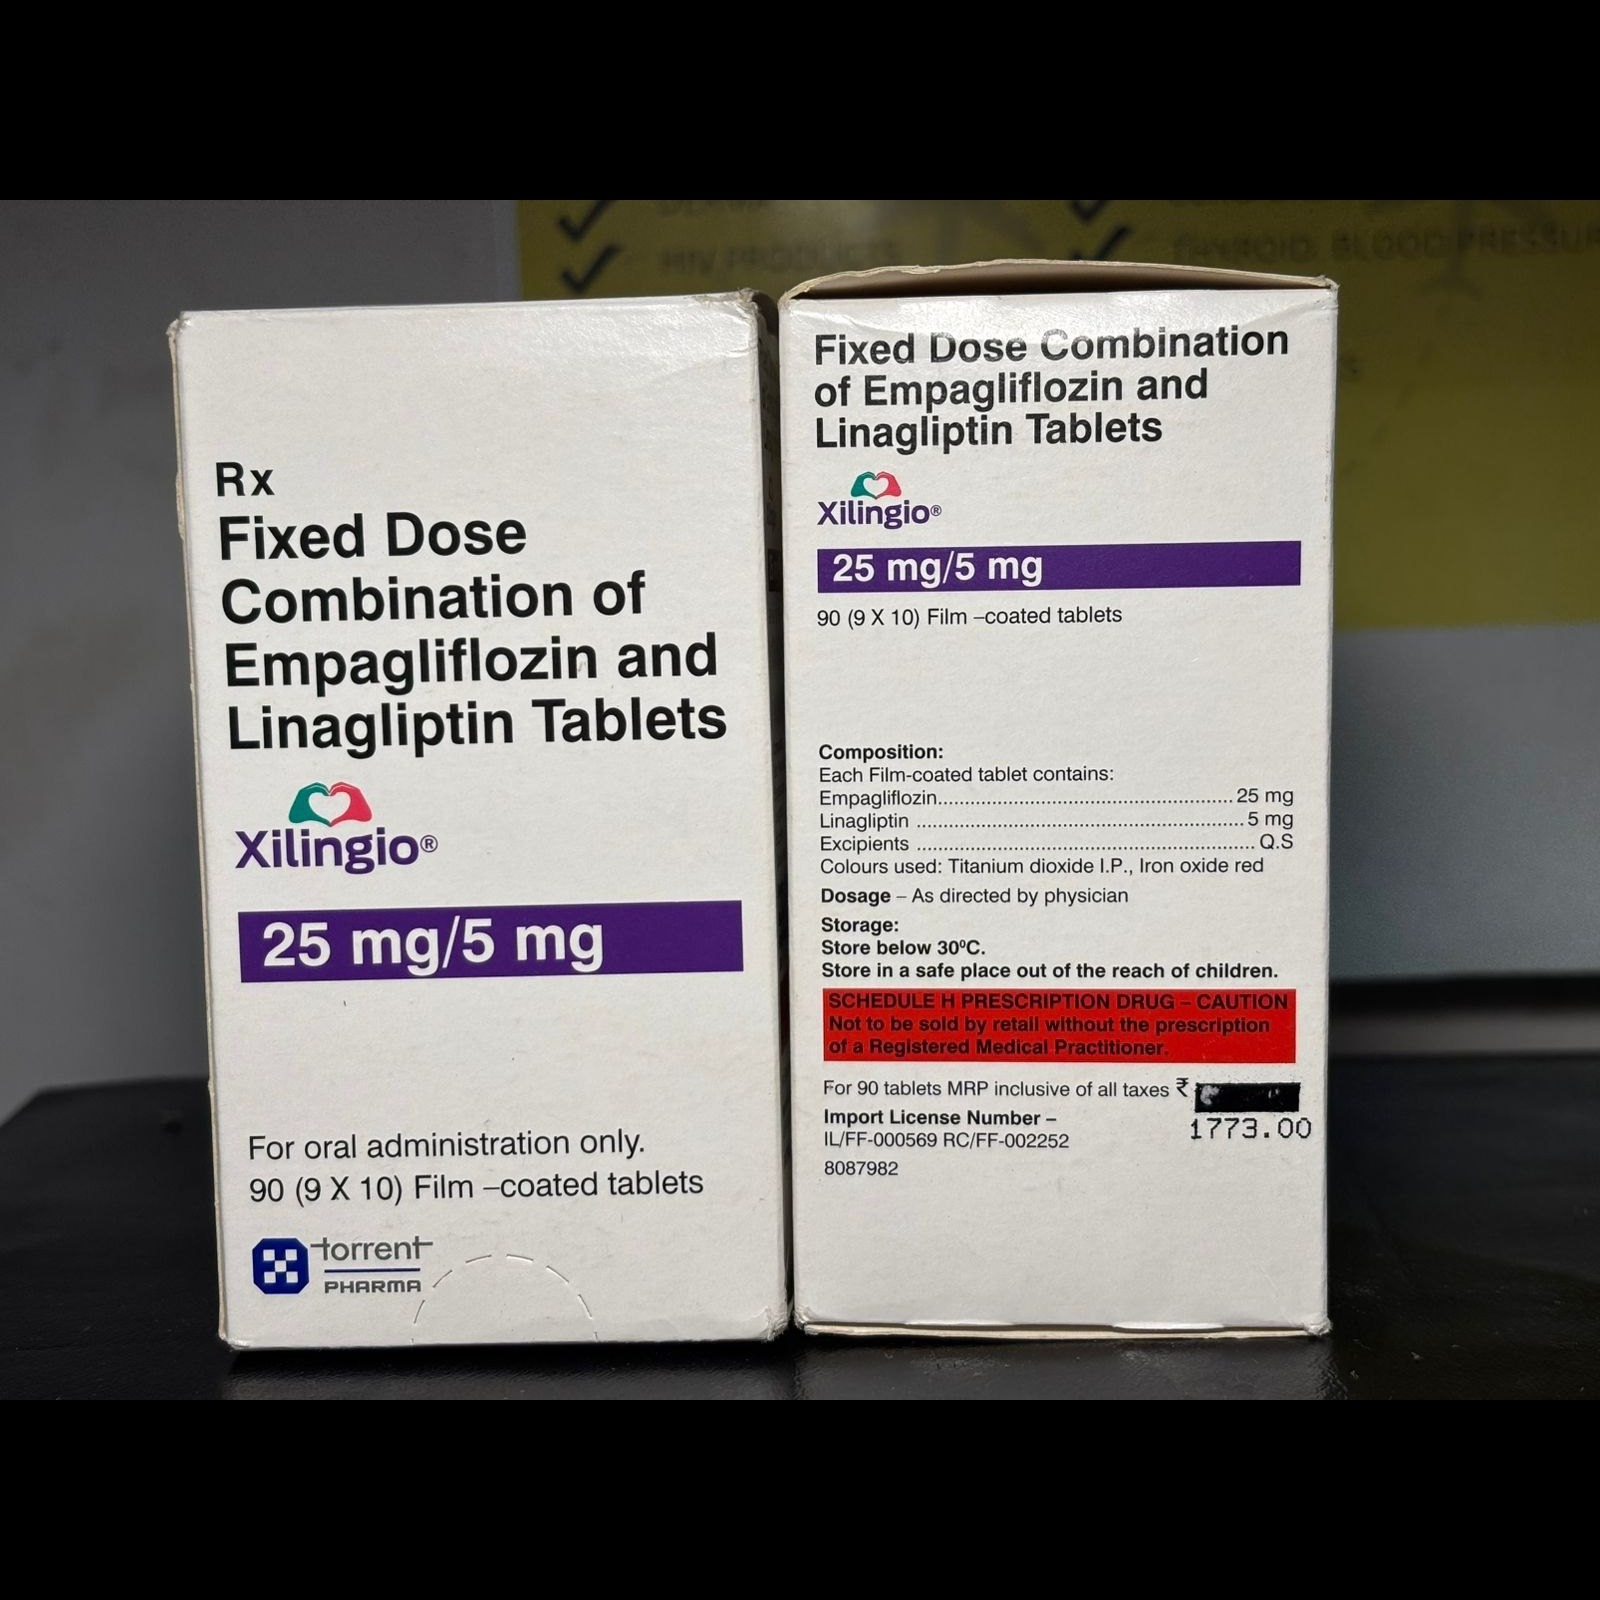 HIV PRODUCTS
THYROID, BLOOD PRESSUR
Rx
Fixed Dose
Combination of
Empagliflozin and
Linagliptin Tablets
Xilingio®
25 mg/5 mg
For oral administration only.
90 (9 X 10) Film –coated tablets
torrent
PHARMA
Fixed Dose Combination
of Empagliflozin and
Linagliptin Tablets
Xilingio®
25 mg/5 mg
90 (9 X 10) Film –coated tablets
Composition:
Each Film-coated tablet contains:
Empagliflozin.......................................................25 mg
Linagliptin .............................................................5 mg
Excipients ..............................................................Q.S
Colours used: Titanium dioxide I.P., Iron oxide red
Dosage – As directed by physician
Storage:
Store below 30⁰C.
Store in a safe place out of the reach of children.
SCHEDULE H PRESCRIPTION DRUG – CAUTION
Not to be sold by retail without the prescription
of a Registered Medical Practitioner.
For 90 tablets MRP inclusive of all taxes ₹
1773.00
Import License Number –
IL/FF-000569 RC/FF-002252
8087982